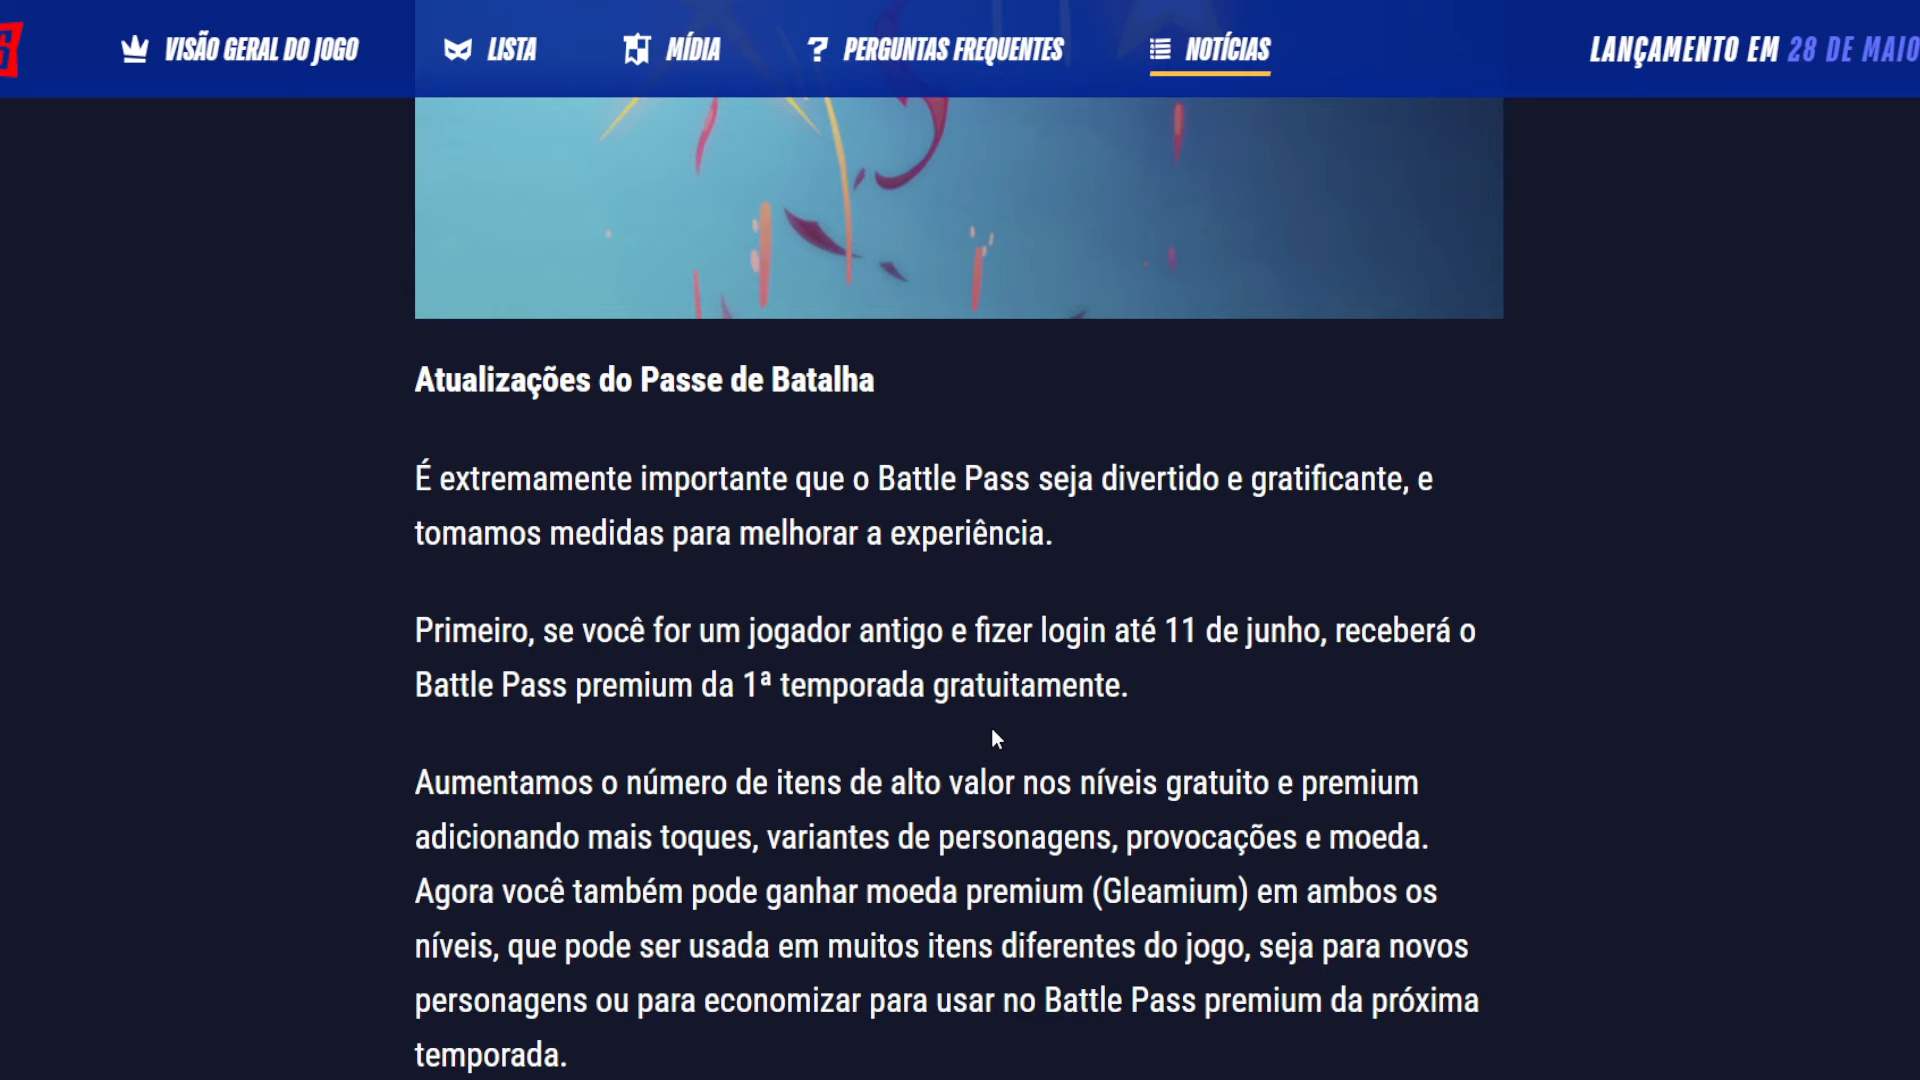 S
VISÃO GERAL DO JOGO
LISTA
MÍDIA
PERGUNTAS FREQUENTES
NOTÍCIAS
LANÇAMENTO EM 28 DE MAIO
Atualizações do Passe de Batalha
É extremamente importante que o Battle Pass seja divertido e gratificante, e
tomamos medidas para melhorar a experiência.
Primeiro, se você for um jogador antigo e fizer login até 11 de junho, receberá o
Battle Pass premium da 1ª temporada gratuitamente.
Aumentamos o número de itens de alto valor nos níveis gratuito e premium
adicionando mais toques, variantes de personagens, provocações e moeda.
Agora você também pode ganhar moeda premium (Gleamium) em ambos os
níveis, que pode ser usada em muitos itens diferentes do jogo, seja para novos
personagens ou para economizar para usar no Battle Pass premium da próxima
temporada.